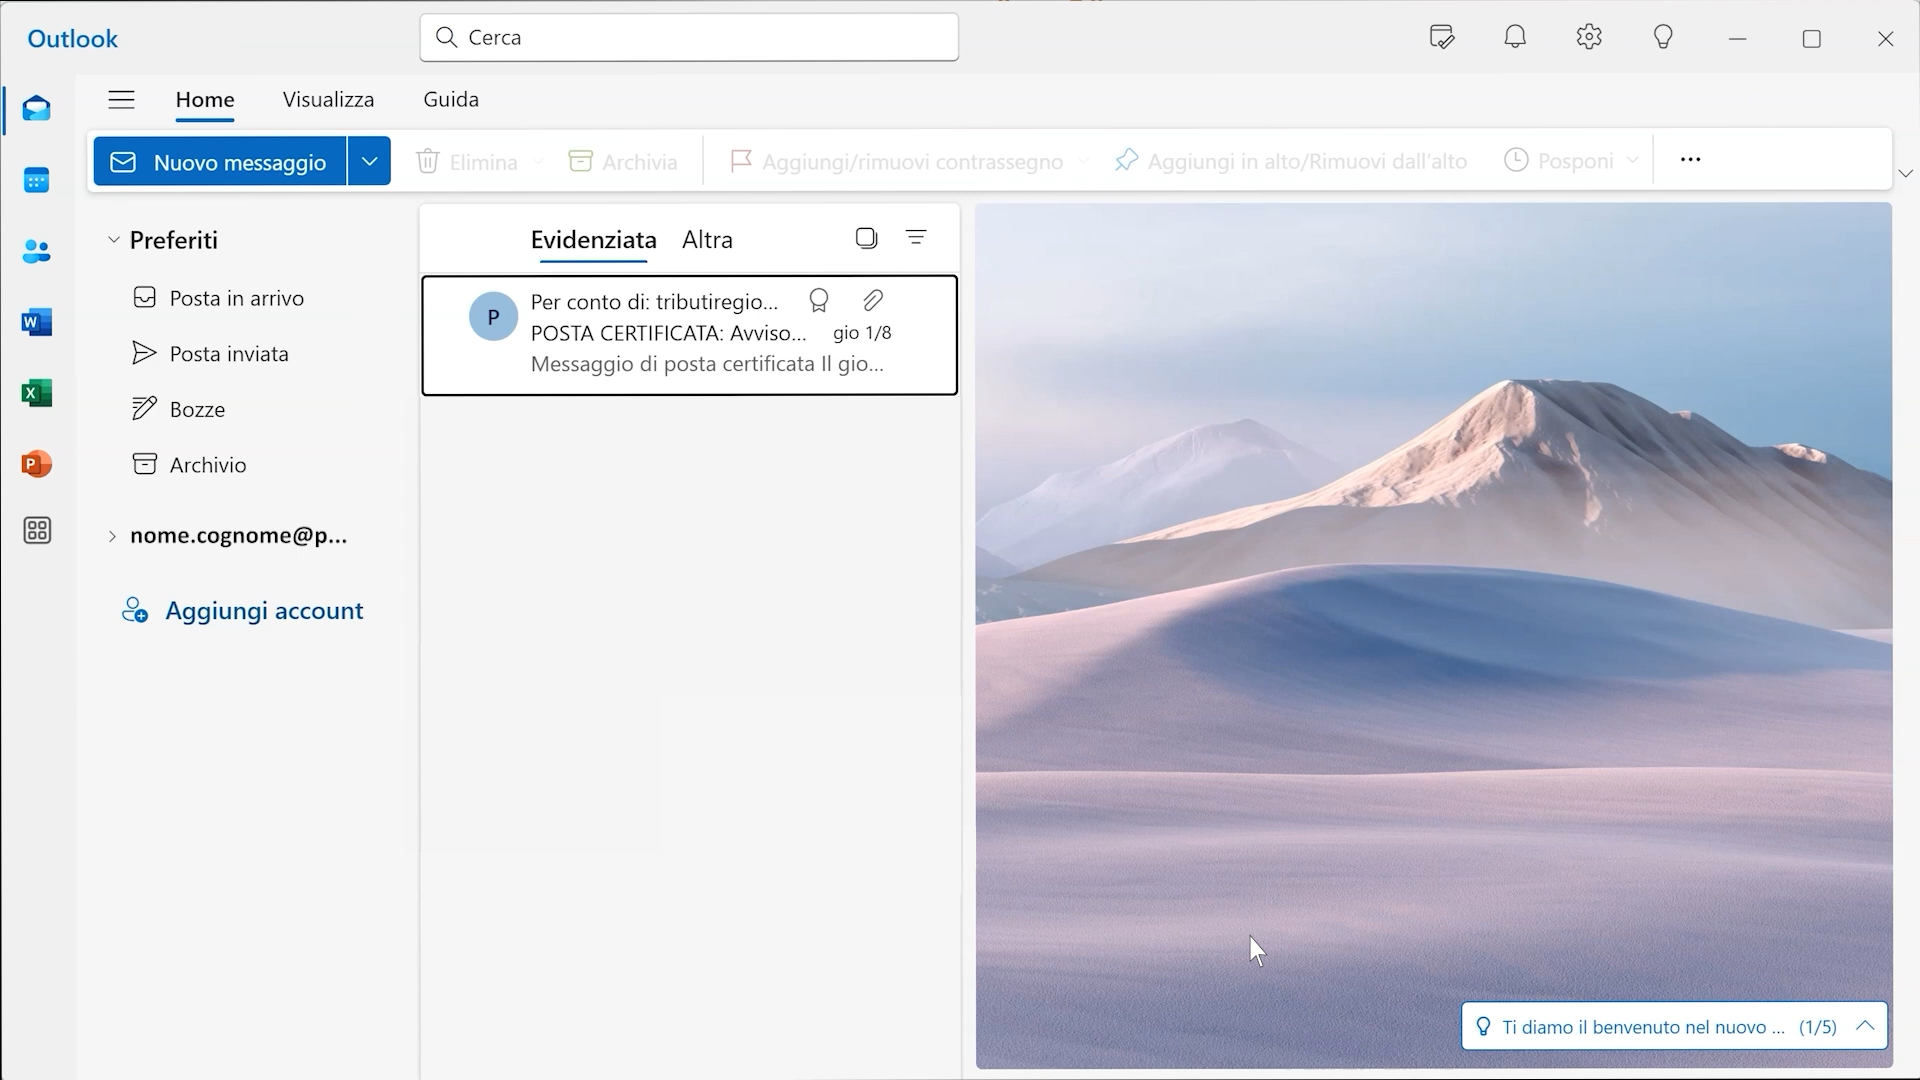 Outlook
Cerca
Home
Visualizza
Guida
Nuovo messaggio
Elimina
Archivia
Aggiungi/rimuovi contrassegno
Aggiungi in alto/Rimuovi dall'alto
Posponi
Preferiti
Posta in arrivo
Posta inviata
Bozze
Archivio
nome.cognome@p...
Aggiungi account
Evidenziata
Altra
P
Per conto di: tributiregio...
POSTA CERTIFICATA: Avviso... gio 1/8
Messaggio di posta certificata Il gio...
Ti diamo il benvenuto nel nuovo ... (1/5)